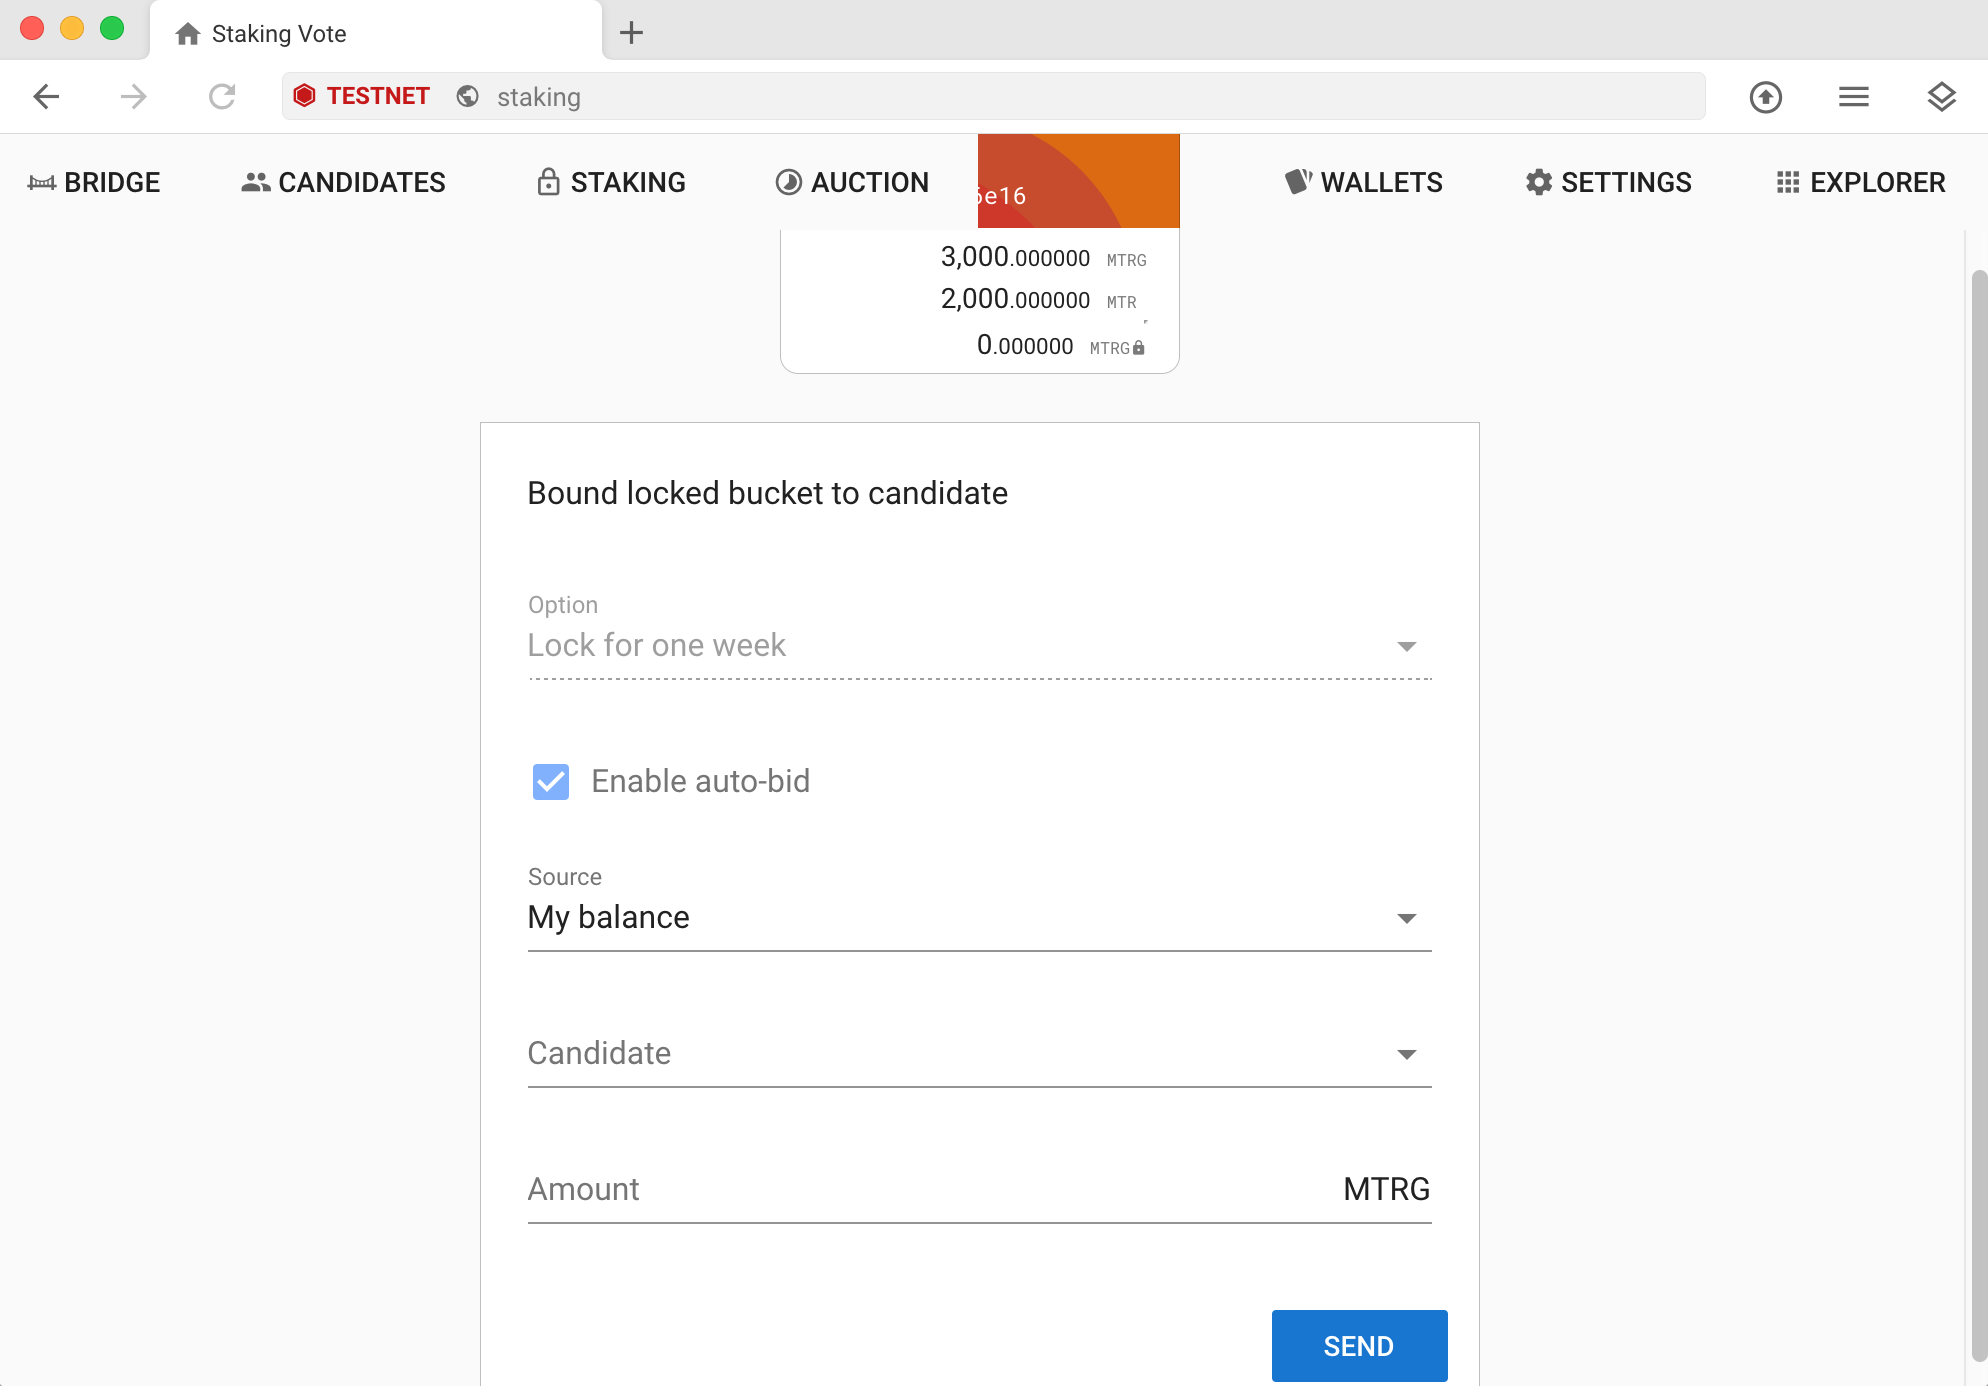 Staking Vote
TESTNET staking
BRIDGE CANDIDATES STAKING AUCTION WALLETS SETTINGS EXPLORER
6e16
3,000.000000 MTRG
2,000.000000 MTR
0.000000 MTRG
Bound locked bucket to candidate
Option
Lock for one week
Enable auto-bid
Source
My balance
Candidate
Amount MTRG
SEND